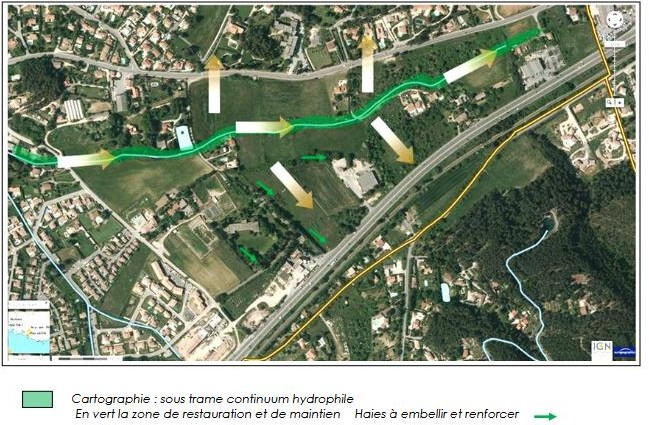 IGN
Cartographie : sous trame continuum hydrophile
En vert la zone de restauration et de maintien Haies à embellir et renforcer